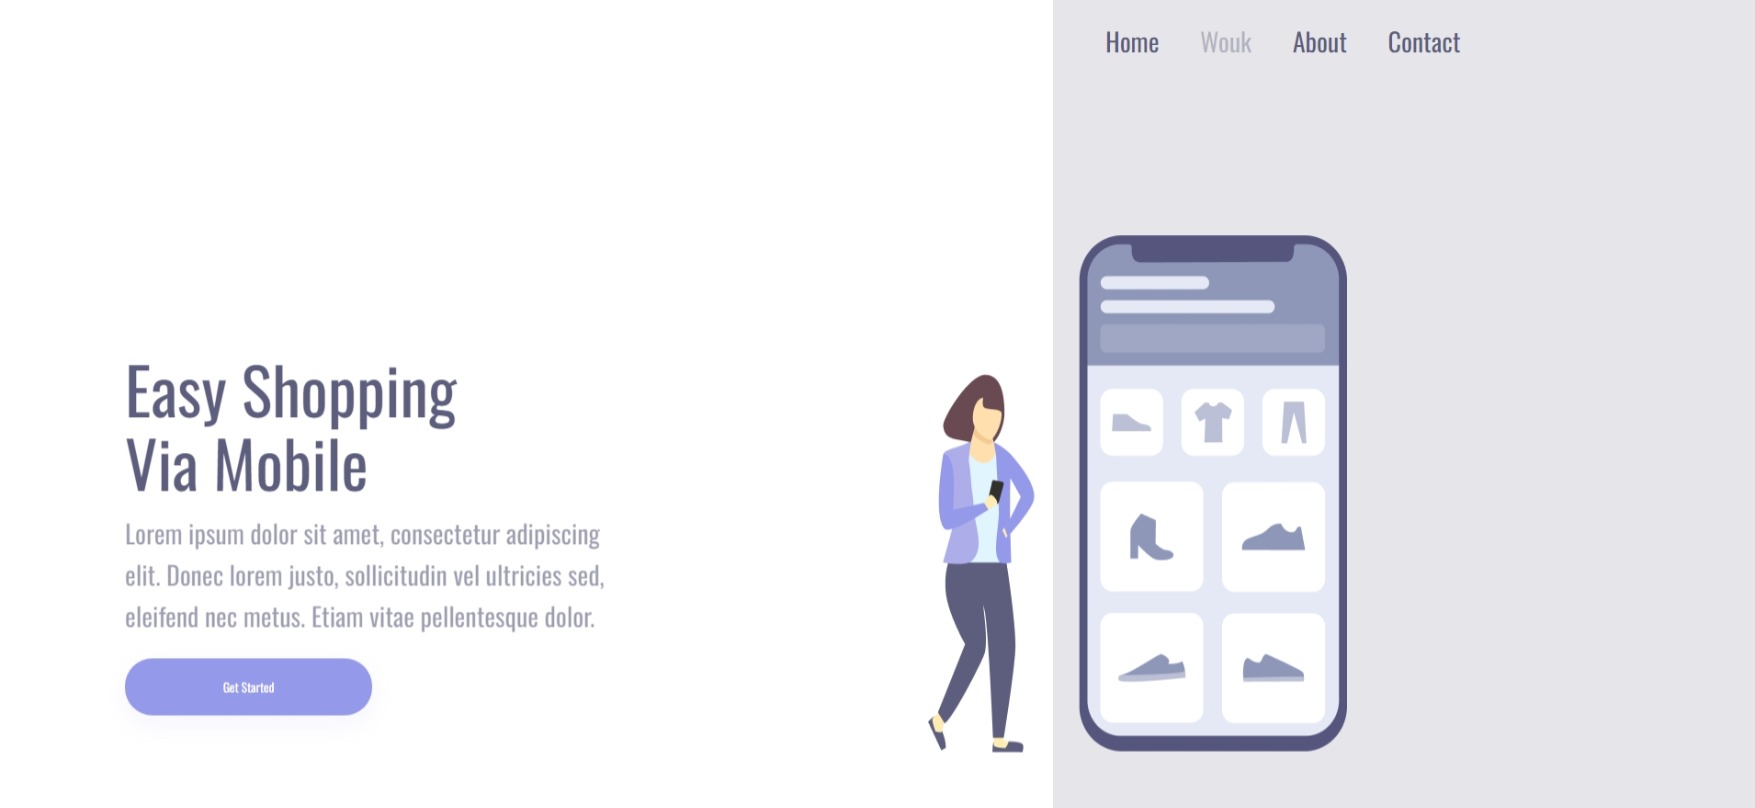 Home Wouk About Contact
Easy Shopping
Via Mobile
Lorem ipsum dolor sit amet, consectetur adipiscing
elit. Donec lorem justo, sollicitudin vel ultricies sed,
eleifend nec metus. Etiam vitae pellentesque dolor.
Get Started